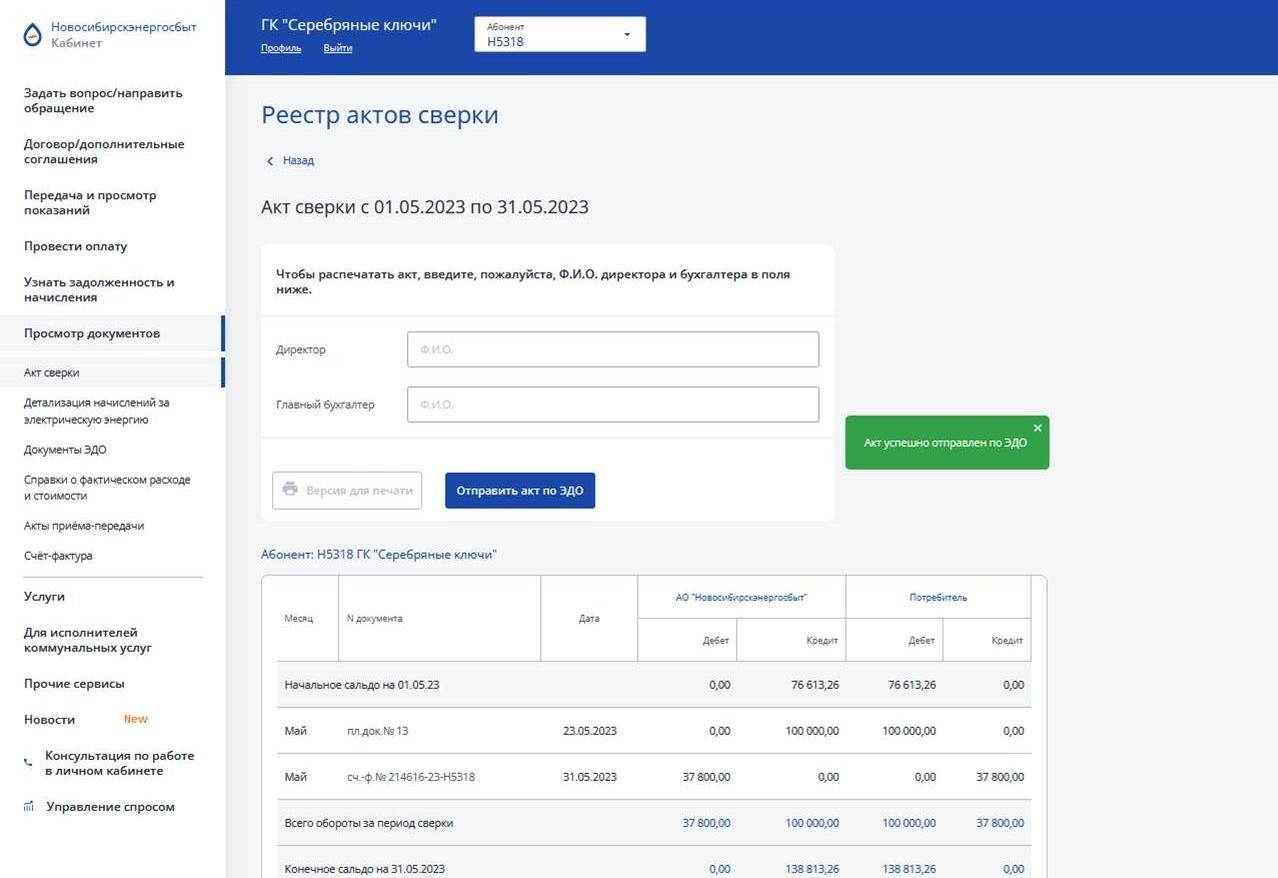 Новосибирскэнергосбыт
Кабинет
ГК "Серебряные ключи"
Профиль
Выйти
Абонент
Н5318
Задать вопрос/направить
обращение
Договор/дополнительные
соглашения
Передача и просмотр
показаний
Провести оплату
Узнать задолженность и
начисления
Просмотр документов
Акт сверки
Детализация начислений за
электрическую энергию
Документы ЭДО
Справки о фактическом расходе
и стоимости
Акты приёма-передачи
Счёт-фактура
Услуги
Для исполнителей
коммунальных услуг
Прочие сервисы
Новости New
Консультация по работе
в личном кабинете
Управление спросом
Реестр актов сверки
Назад
Акт сверки с 01.05.2023 по 31.05.2023
Чтобы распечатать акт, введите, пожалуйста, Ф.И.О. директора и бухгалтера в поля
ниже.
Директор Ф.И.О.
Главный бухгалтер Ф.И.О.
Версия для печати Отправить акт по ЭДО
Акт успешно отправлен по ЭДО
Абонент: Н5318 ГК "Серебряные ключи"
Месяц N документа Дата АО "Новосибирскэнергосбыт" Потребитель
Дебет Кредит Дебет Кредит
Начальное сальдо на 01.05.23 0,00 76 613,26 76 613,26 0,00
Май пл.док.№ 13 23.05.2023 0,00 100 000,00 100 000,00 0,00
Май сч.-ф.№ 214616-23-Н5318 31.05.2023 37 800,00 0,00 0,00 37 800,00
Всего обороты за период сверки 37 800,00 100 000,00 100 000,00 37 800,00
Конечное сальдо на 31.05.2023 0,00 138 813,26 138 813,26 0,00